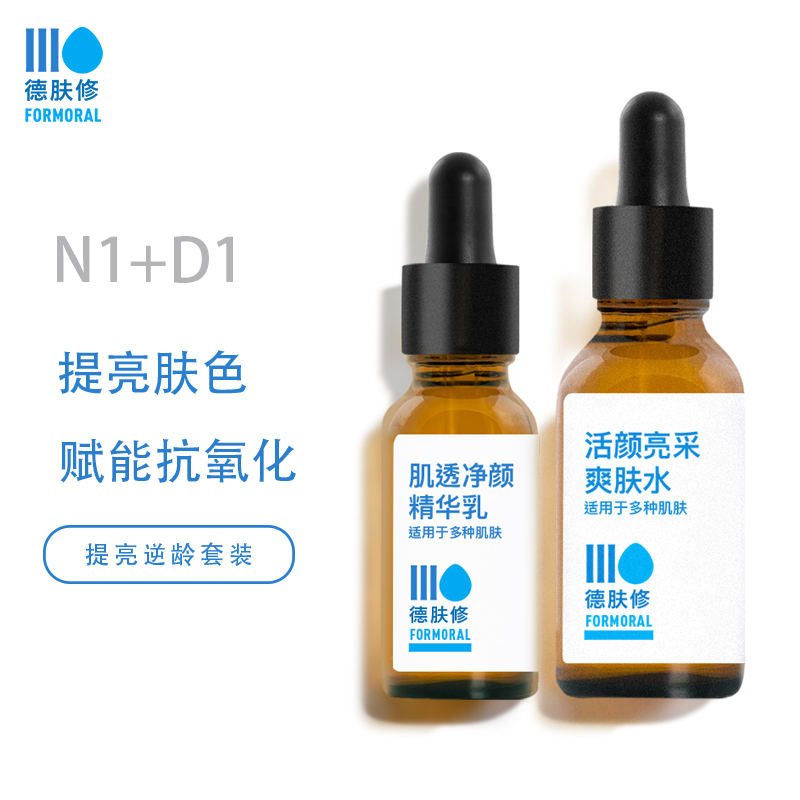 德肤修
FORMORAL
N1+D1
提亮肤色
赋能抗氧化
提亮逆龄套装
肌透净颜
精华乳
适用于多种肌肤
德肤修
FORMORAL
活颜亮采
爽肤水
适用于多种肌肤
德肤修
FORMORAL